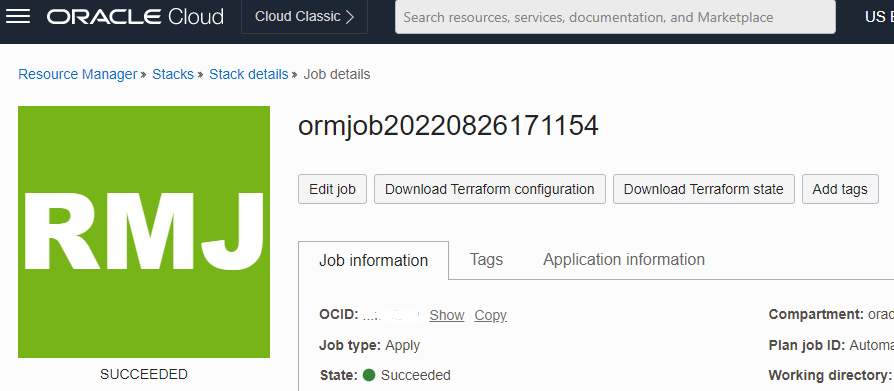 ORACLE Cloud
Cloud Classic
Search resources, services, documentation, and Marketplace
US
Resource Manager » Stacks » Stack details » Job details
RMJ
SUCCEEDED
ormjob20220826171154
Edit job
Download Terraform configuration
Download Terraform state
Add tags
Job information
Tags
Application information
OCID: Show Copy
Job type: Apply
State: Succeeded
Compartment: orac
Plan job ID: Automa
Working directory: